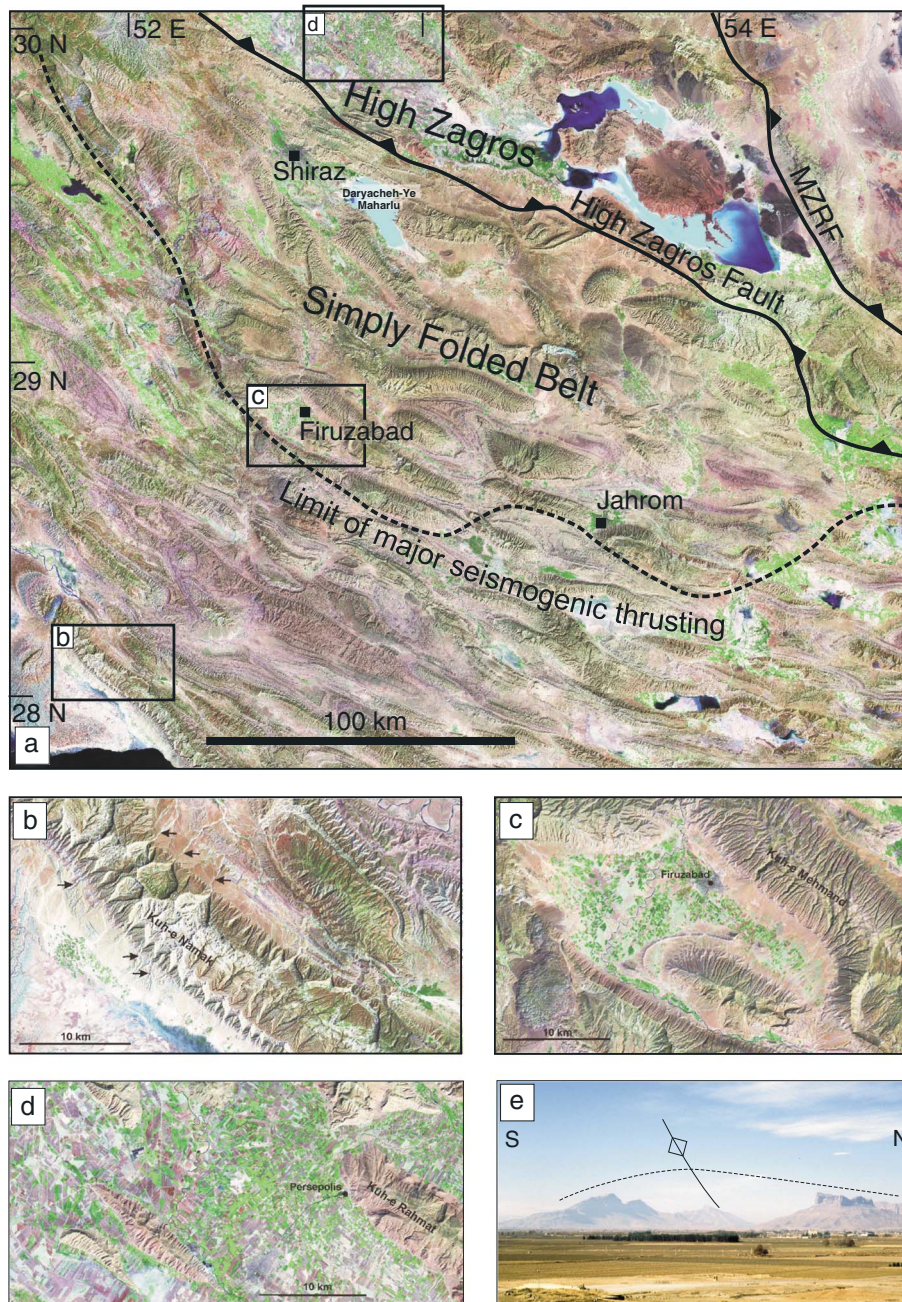 52 E
54 E
30 N
d
High Zagros
Shiraz
Daryacheh-Ye
Maharlu
MZRF
High Zagros Fault
Simply Folded Belt
29 N
c
Firuzabad
Jahrom
Limit of major seismogenic thrusting
b
28 N
100 km
a
b
Kuh-e Namak
10 km
c
Firuzabad
Kuh-e Mehmand
10 km
d
Persepolis
Kuh-e Rahmat
10 km
e
S
N